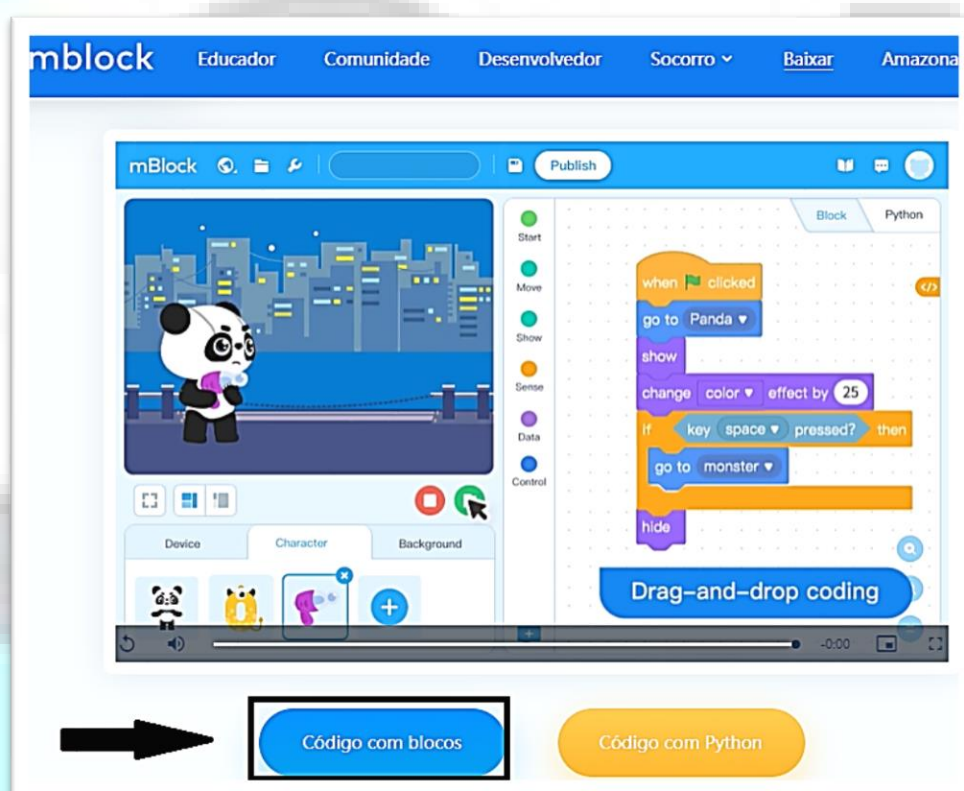 mblock Educador Comunidade Desenvolvedor Socorro Baixar Amazona
mBlock Publish
Block Python
Start
Move
Show
Sense
Data
Control
when clicked
go to Panda
show
change color effect by 25
If key space pressed? then
go to monster
hide
Device Character Background
Drag-and-drop coding
-0:00
Código com blocos Código com Python